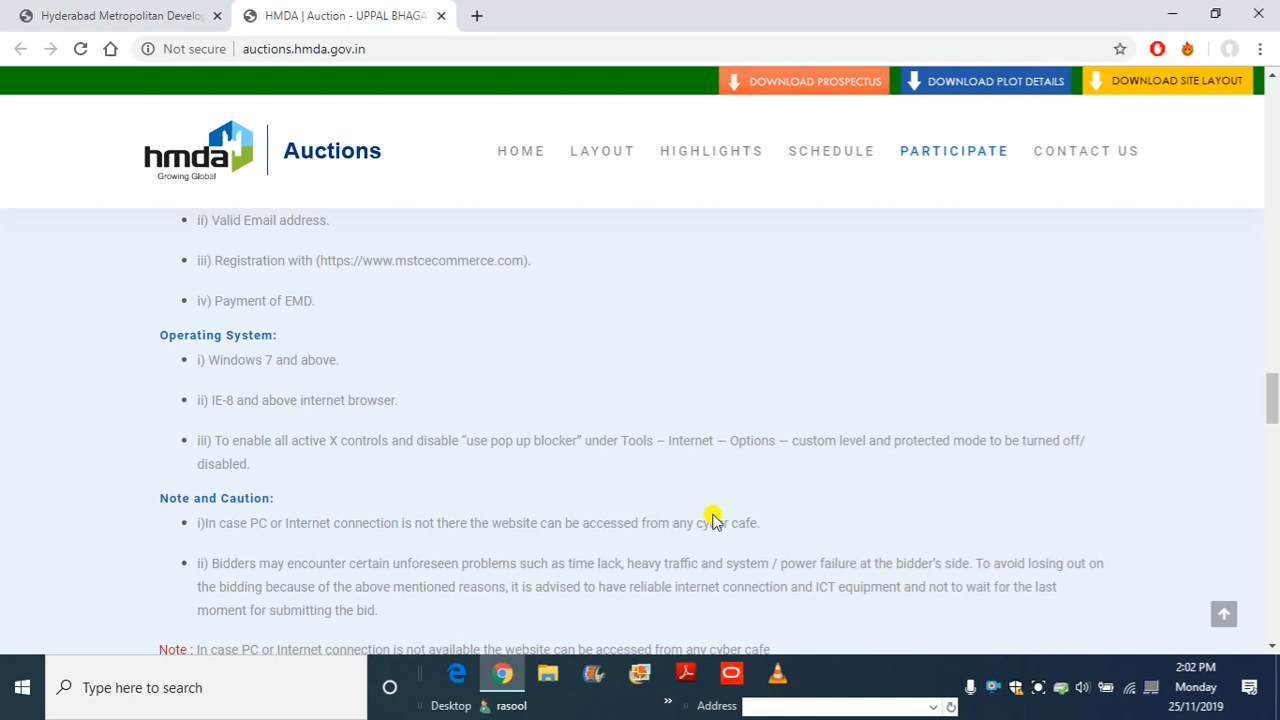 Hyderabad Metropolitan Develo
HMDA | Auction - UPPAL BHAGA
Not secure
auctions.hmda.gov.in
DOWNLOAD PROSPECTUS
DOWNLOAD PLOT DETAILS
DOWNLOAD SITE LAYOUT
hmda
Growing Global
Auctions
HOME
LAYOUT
HIGHLIGHTS
SCHEDULE
PARTICIPATE
CONTACT US
ii) Valid Email address.
iii) Registration with (https://www.mstcecommerce.com).
iv) Payment of EMD.
Operating System:
i) Windows 7 and above.
ii) IE-8 and above internet browser.
iii) To enable all active X controls and disable “use pop up blocker” under Tools – Internet — Options — custom level and protected mode to be turned off/
disabled.
Note and Caution:
i)In case PC or Internet connection is not there the website can be accessed from any cyber cafe.
ii) Bidders may encounter certain unforeseen problems such as time lack, heavy traffic and system / power failure at the bidder’s side. To avoid losing out on
the bidding because of the above mentioned reasons, it is advised to have reliable internet connection and ICT equipment and not to wait for the last
moment for submitting the bid.
Note : In case PC or Internet connection is not available the website can be accessed from any cyber cafe
Type here to search
Desktop
rasool
»
Address
2:02 PM
Monday
25/11/2019